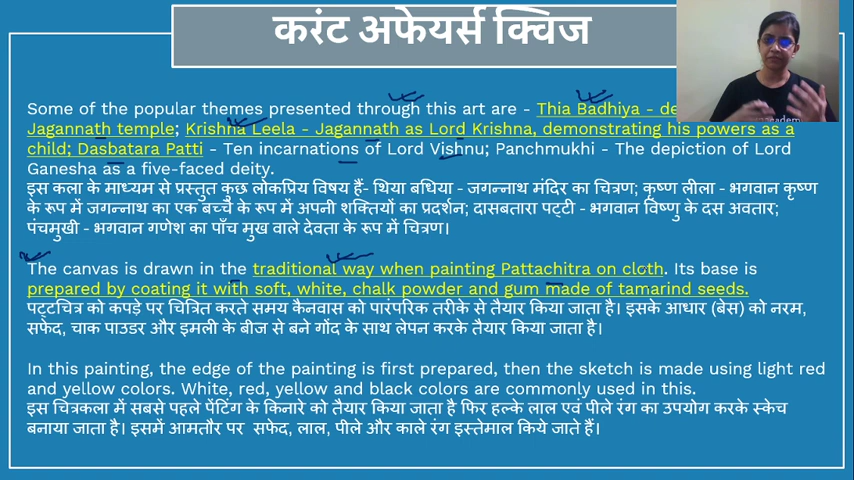 करंट अफेयर्स क्विज
Some of the popular themes presented through this art are - Thia Badhiya -
Jagannath temple; Krishna Leela - Jagannath as Lord Krishna, demonstrating his powers as a
child; Dasbatara Patti - Ten incarnations of Lord Vishnu; Panchmukhi - The depiction of Lord
Ganesha as a five-faced deity.
इस कला के माध्यम से प्रस्तुत कुछ लोकप्रिय विषय हैं- थिया बधिया - जगन्नाथ मंदिर का चित्रण; कृष्ण लीला - भगवान कृष्ण
के रूप में जगन्नाथ का एक बच्चे के रूप में अपनी शक्तियों का प्रदर्शन; दासबतारा पट्टी - भगवान विष्णु के दस अवतार;
पंचमुखी - भगवान गणेश का पाँच मुख वाले देवता के रूप में चित्रण।
The canvas is drawn in the traditional way when painting Pattachitra on cloth. Its base is
prepared by coating it with soft, white, chalk powder and gum made of tamarind seeds.
पट्टचित्र को कपड़े पर चित्रित करते समय कैनवास को पारंपरिक तरीके से तैयार किया जाता है। इसके आधार (बेस) को नरम,
सफेद, चाक पाउडर और इमली के बीज से बने गोंद के साथ लेपन करके तैयार किया जाता है।
In this painting, the edge of the painting is first prepared, then the sketch is made using light red
and yellow colors. White, red, yellow and black colors are commonly used in this.
इस चित्रकला में सबसे पहले पेंटिंग के किनारे को तैयार किया जाता है फिर हल्के लाल एवं पीले रंग का उपयोग करके स्केच
बनाया जाता है। इसमें आमतौर पर सफेद, लाल, पीले और काले रंग इस्तेमाल किये जाते हैं।